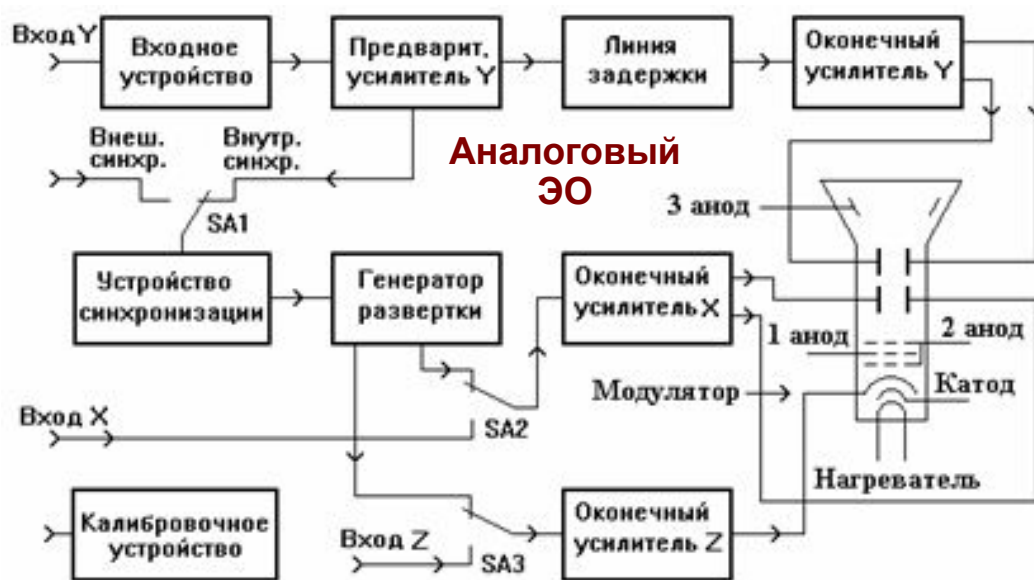 Вход Y
Входное
устройство
Предварит.
усилитель Y
Линия
задержки
Оконечный
усилитель Y
Внеш.
синхр.
Внутр.
синхр.
SA1
Аналоговый
ЭО
3 анод
Устройство
синхронизации
Генератор
развертки
Оконечный
усилитель X
1 анод
2 анод
Модулятор
Катод
Вход X
SA2
Нагреватель
Калибровочное
устройство
Вход Z
SA3
Оконечный
усилитель Z